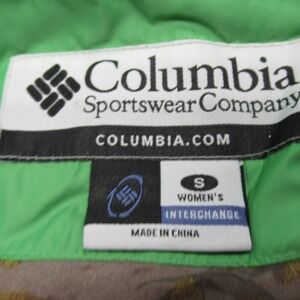 Columbia
Sportswear Company
COLUMBIA.COM
S
WOMEN'S
INTERCHANGE
MADE IN CHINA